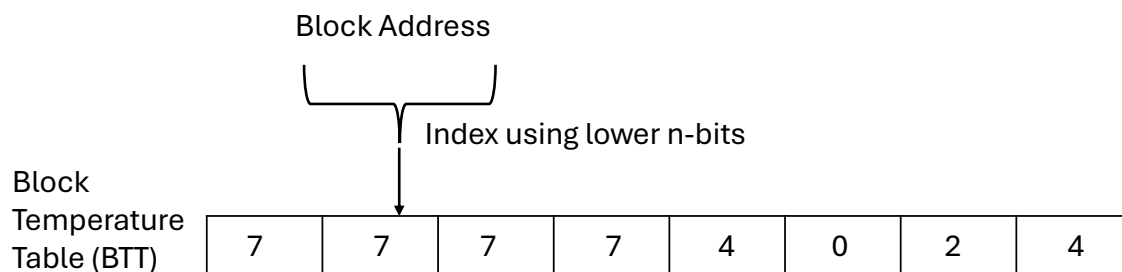 Block Address
Index using lower n-bits
Block
Temperature
Table (BTT)
7 7 7 7 4 0 2 4